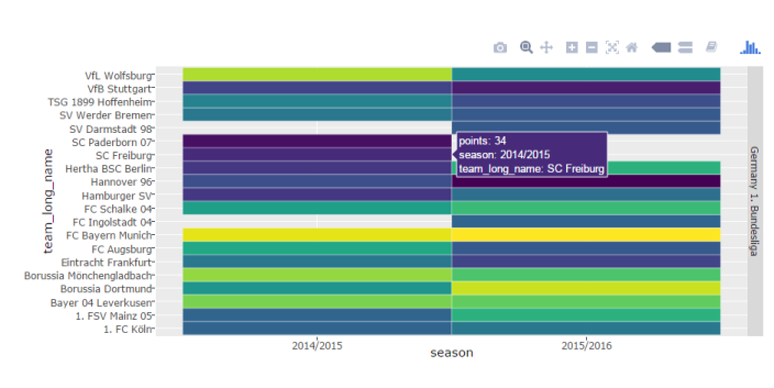 VfL Wolfsburg
VfB Stuttgart
TSG 1899 Hoffenheim
SV Werder Bremen
SV Darmstadt 98
SC Paderborn 07
SC Freiburg
Hertha BSC Berlin
Hannover 96
Hamburger SV
FC Schalke 04
FC Ingolstadt 04
FC Bayern Munich
FC Augsburg
Eintracht Frankfurt
Borussia Mönchengladbach
Borussia Dortmund
Bayer 04 Leverkusen
1. FSV Mainz 05
1. FC Köln
team_long_name
points: 34
season: 2014/2015
team_long_name: SC Freiburg
Germany 1. Bundesliga
2014/2015
2015/2016
season